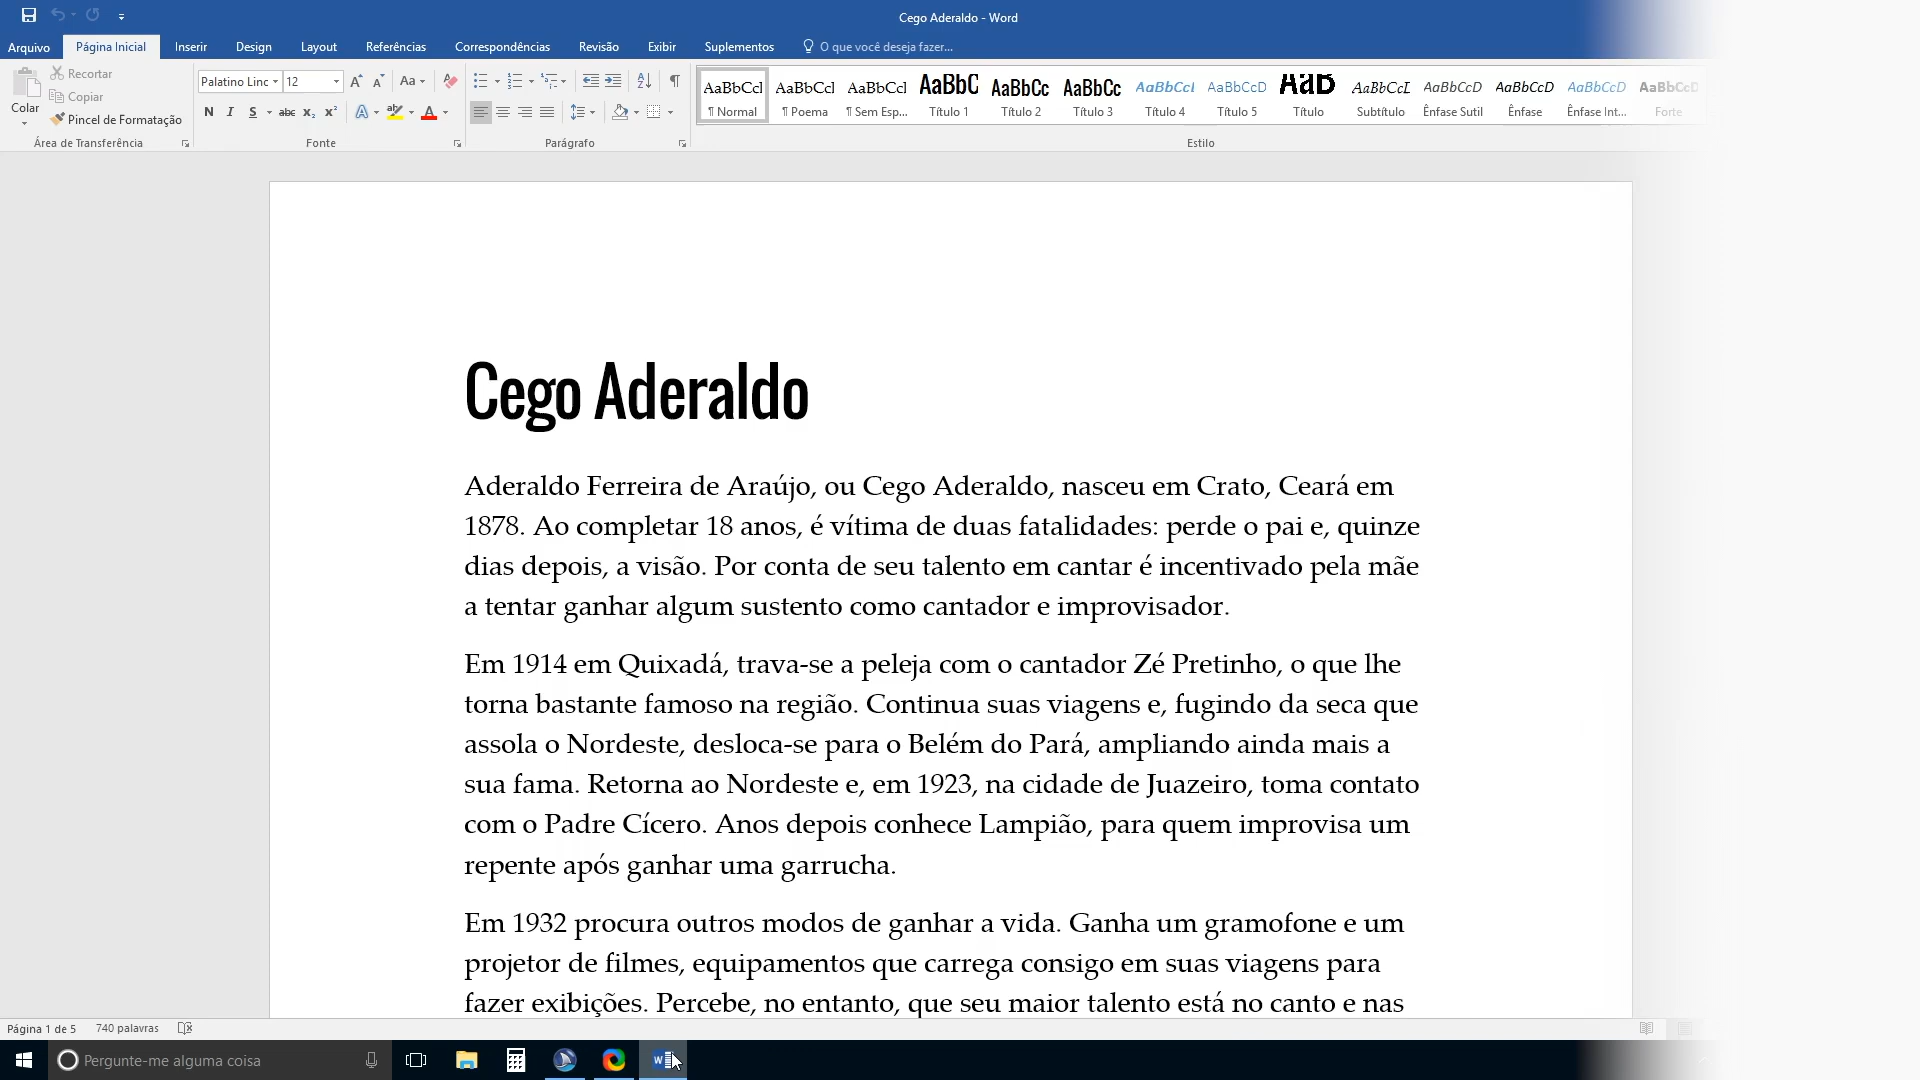 Cego Aderaldo - Word
Arquivo Página Inicial Inserir Design Layout Referências Correspondências Revisão Exibir Suplementos O que você deseja fazer...
Colar
Recortar
Copiar
Pincel de Formatação
Área de Transferência
Palatino Linc 12 A A Aa
N I S abc x₂ x² A A
Fonte
Parágrafo
AaBbCcI AaBbCcI AaBbCcI AaBbC AaBbCc AaBbCc AaBbCcI AaBbCcD AaB AaBbCcL AaBbCcD AaBbCcD AaBbCcD AaBbCcD
¶ Normal ¶ Poema ¶ Sem Esp... Título 1 Título 2 Título 3 Título 4 Título 5 Título Subtítulo Ênfase Sutil Ênfase Ênfase Int... Forte
Estilo
Cego Aderaldo
Aderaldo Ferreira de Araújo, ou Cego Aderaldo, nasceu em Crato, Ceará em
1878. Ao completar 18 anos, é vítima de duas fatalidades: perde o pai e, quinze
dias depois, a visão. Por conta de seu talento em cantar é incentivado pela mãe
a tentar ganhar algum sustento como cantador e improvisador.
Em 1914 em Quixadá, trava-se a peleja com o cantador Zé Pretinho, o que lhe
torna bastante famoso na região. Continua suas viagens e, fugindo da seca que
assola o Nordeste, desloca-se para o Belém do Pará, ampliando ainda mais a
sua fama. Retorna ao Nordeste e, em 1923, na cidade de Juazeiro, toma contato
com o Padre Cícero. Anos depois conhece Lampião, para quem improvisa um
repente após ganhar uma garrucha.
Em 1932 procura outros modos de ganhar a vida. Ganha um gramofone e um
projetor de filmes, equipamentos que carrega consigo em suas viagens para
fazer exibições. Percebe, no entanto, que seu maior talento está no canto e nas
Página 1 de 5 740 palavras
Pergunte-me alguma coisa